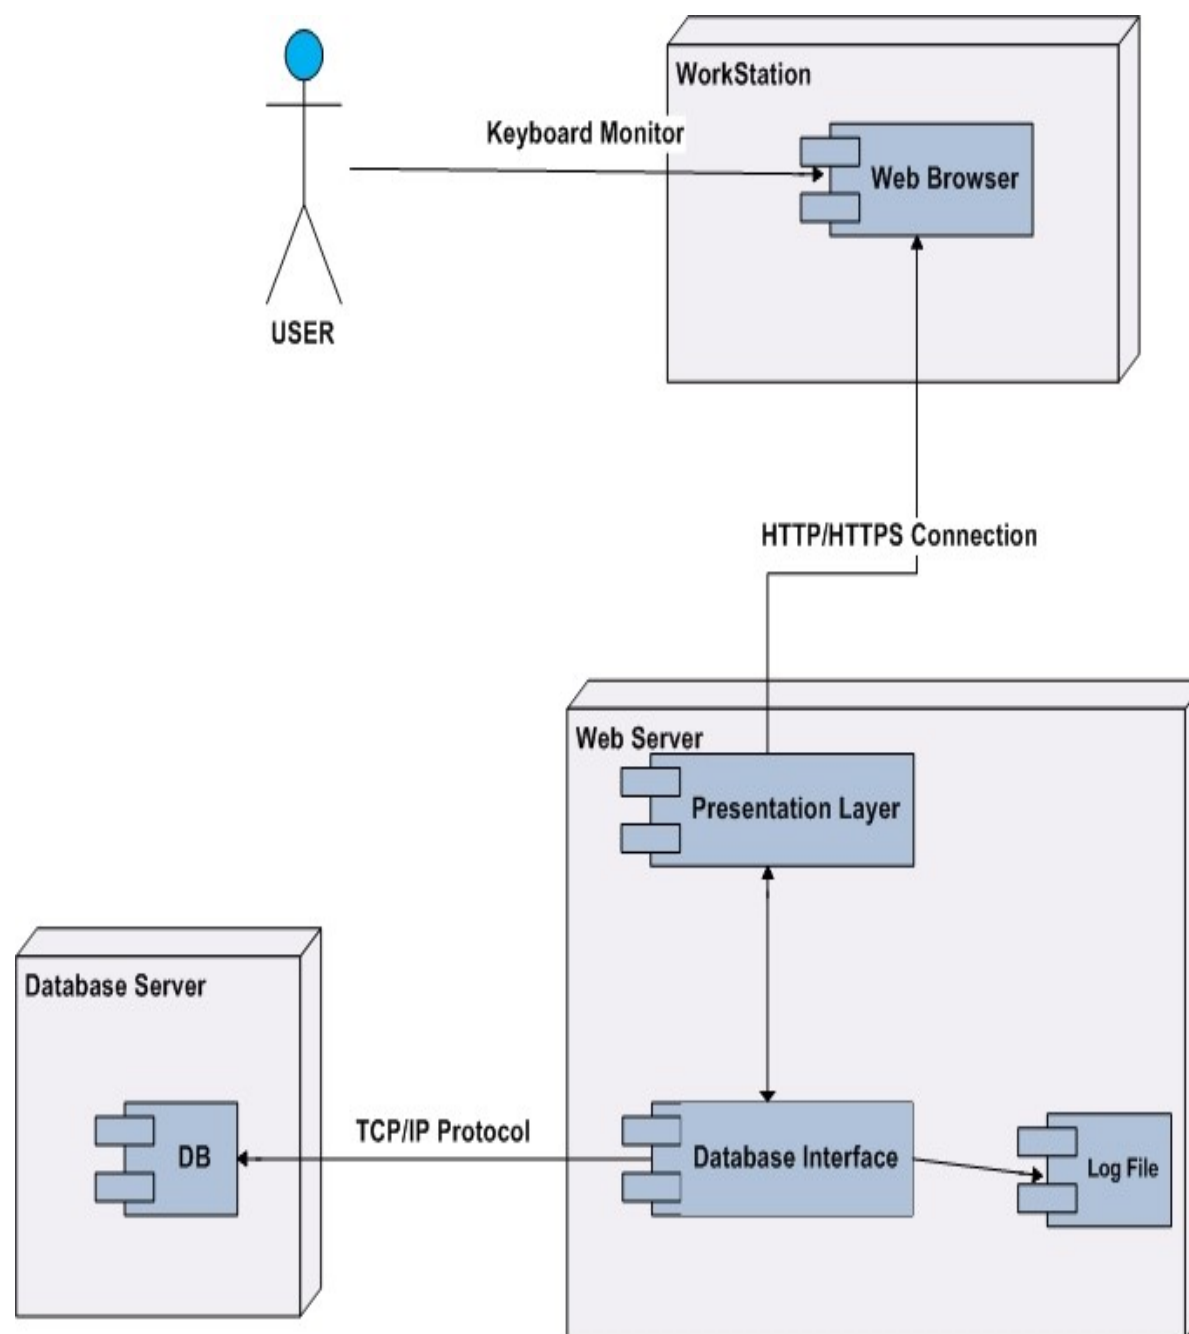 WorkStation
Keyboard Monitor
Web Browser
USER
HTTP/HTTPS Connection
Web Server
Presentation Layer
Database Server
TCP/IP Protocol
DB
Database Interface
Log File